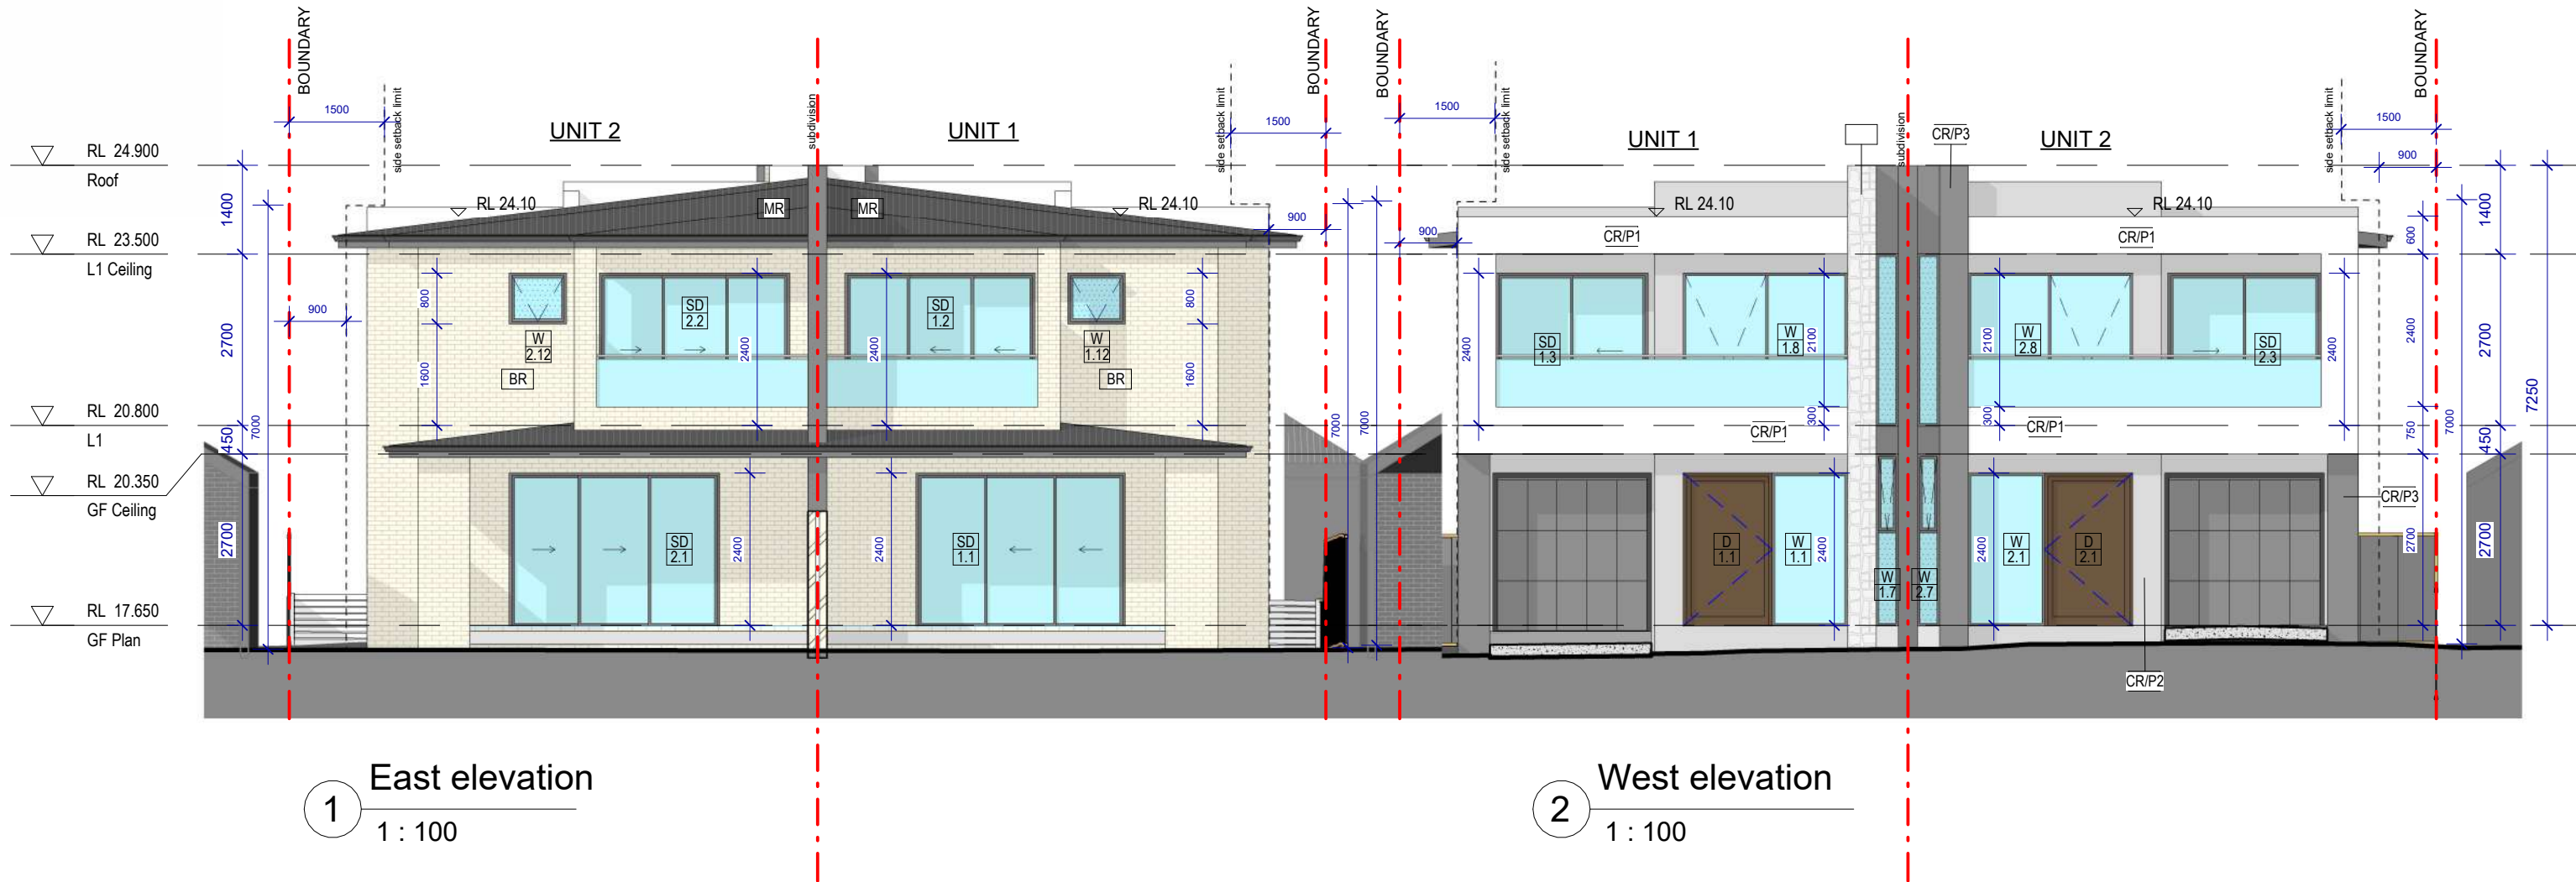 BOUNDARY
BOUNDARY
BOUNDARY
BOUNDARY
1500
side setback limit
UNIT 2
subdivision
UNIT 1
side setback limit
1500
1500
side setback limit
UNIT 1
subdivision
CR/P3
UNIT 2
side setback limit
1500
900
RL 24.900
Roof
1400
RL 24.10
MR
MR
RL 24.10
900
900
RL 24.10
CR/P1
RL 24.10
CR/P1
600
1400
RL 23.500
L1 Ceiling
2700
900
800
1600
W
2.12
BR
SD
2.2
2400
2400
SD
1.2
W
1.12
BR
800
1600
2400
SD
1.3
W
1.8
2100
300
2100
300
W
2.8
SD
2.3
2400
2400
2700
7250
RL 20.800
L1
450
7000
7000
7000
CR/P1
CR/P1
750
7000
450
RL 20.350
GF Ceiling
2700
SD
2.1
2400
2400
SD
1.1
D
1.1
W
1.1
2400
W
1.7
W
2.7
2400
W
2.1
D
2.1
CR/P3
2700
2700
RL 17.650
GF Plan
CR/P2
1
East elevation
1 : 100
2
West elevation
1 : 100